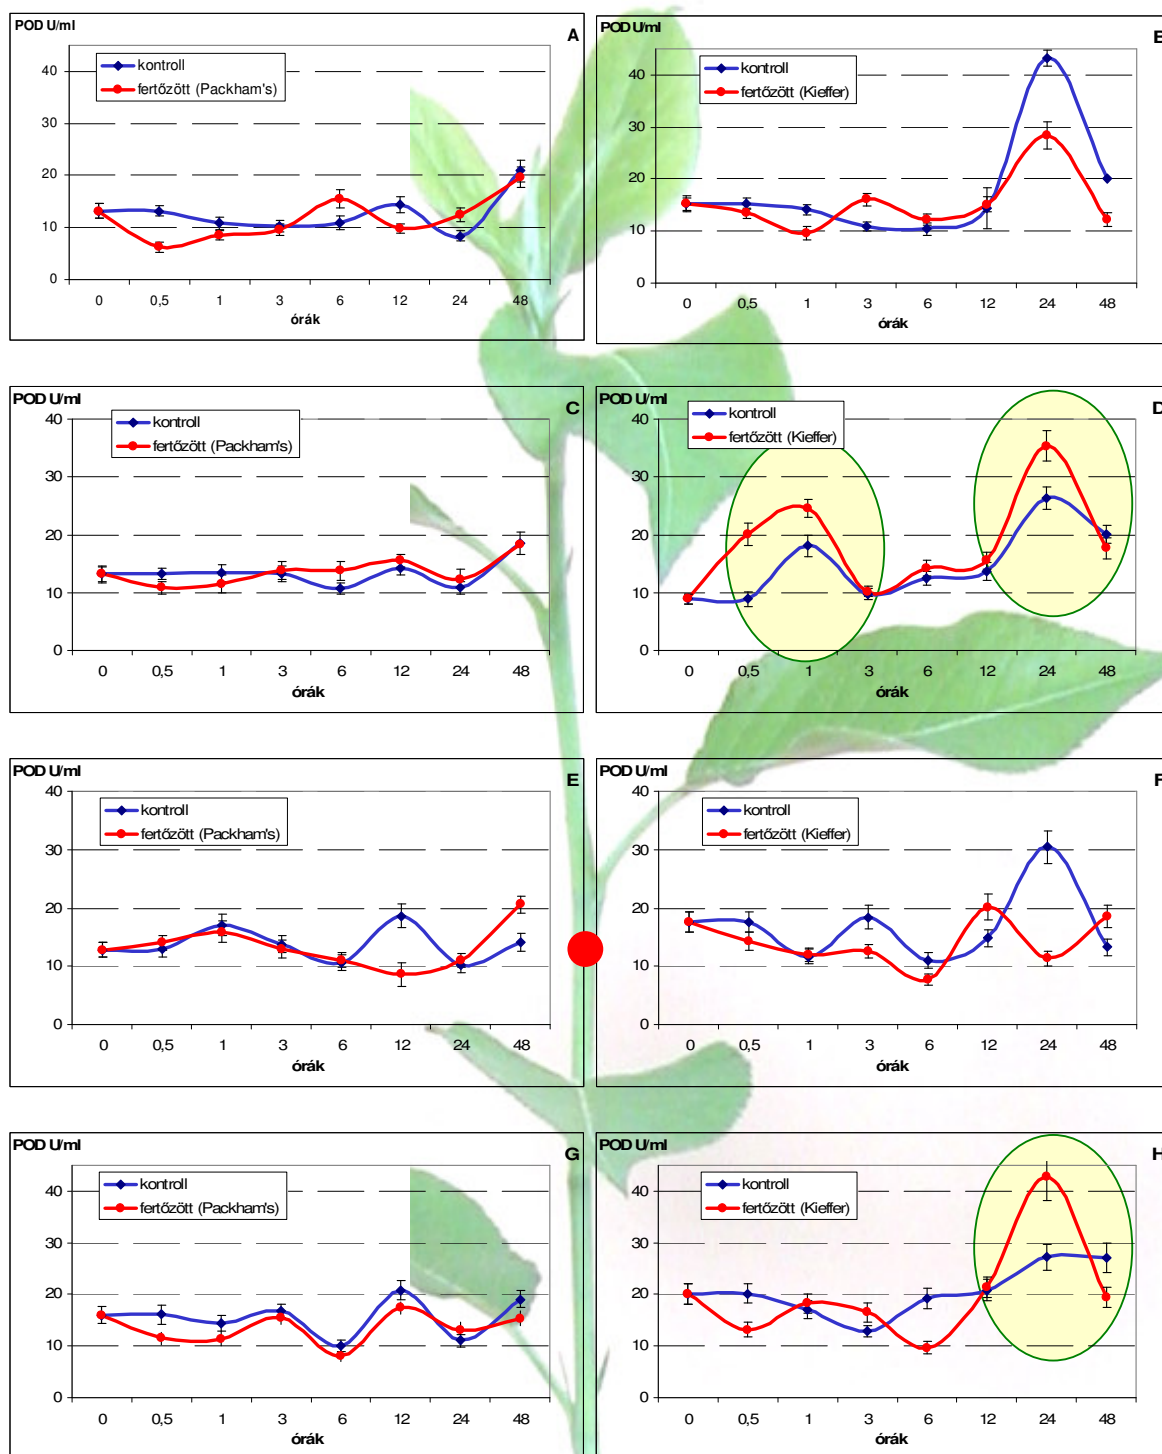 POD U/ml
A
kontroll
fertőzött (Packham's)
40
30
20
10
0
0 0,5 1 3 6 12 24 48
órák
POD U/ml
kontroll
fertőzött (Kieffer)
40
30
20
10
0
0 0,5 1 3 6 12 24 48
órák
POD U/ml
C
kontroll
fertőzött (Packham's)
40
30
20
10
0
0 0,5 1 3 6 12 24 48
órák
POD U/ml
D
kontroll
fertőzött (Kieffer)
40
30
20
10
0
0 0,5 1 3 6 12 24 48
órák
POD U/ml
E
kontroll
fertőzött (Packham's)
40
30
20
10
0
0 0,5 1 3 6 12 24 48
órák
POD U/ml
F
kontroll
fertőzött (Kieffer)
40
30
20
10
0
0 0,5 1 3 6 12 24 48
órák
POD U/ml
G
kontroll
fertőzött (Packham's)
40
30
20
10
0
0 0,5 1 3 6 12 24 48
órák
POD U/ml
H
kontroll
fertőzött (Kieffer)
40
30
20
10
0
0 0,5 1 3 6 12 24 48
órák